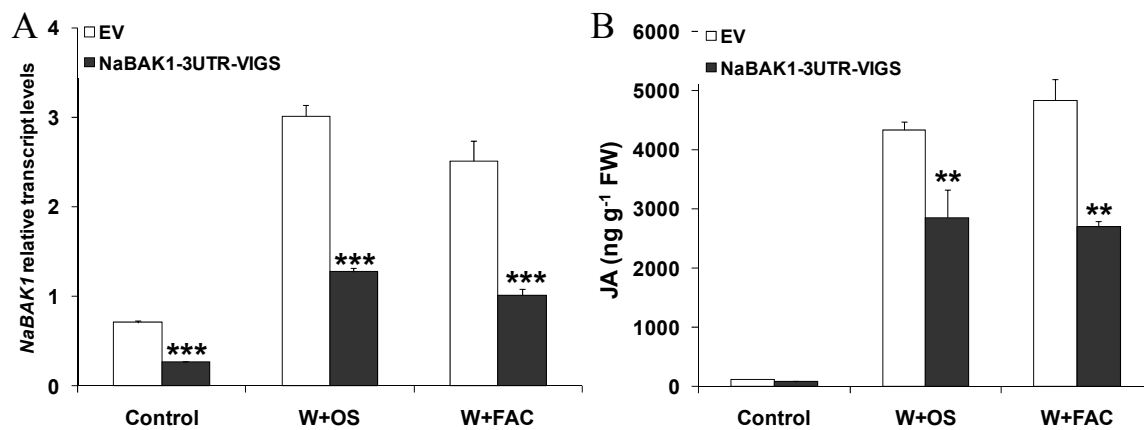 A
4
3
2
1
0
NaBAK1 relative transcript levels
EV
NaBAK1-3UTR-VIGS
***
***
***
Control
W+OS
W+FAC
B
6000
5000
4000
3000
2000
1000
0
JA (ng g⁻¹ FW)
EV
NaBAK1-3UTR-VIGS
**
**
Control
W+OS
W+FAC